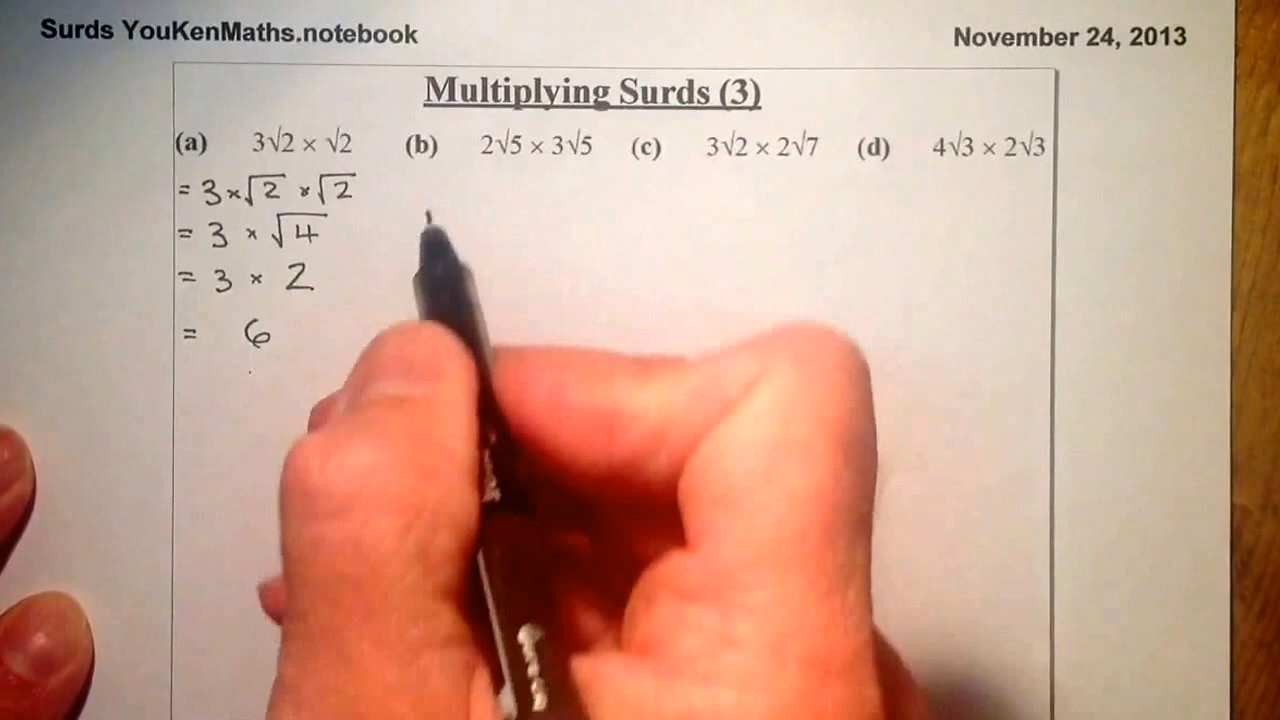 Surds YouKenMaths.notebook November 24, 2013
Multiplying Surds (3)
(a) 3√2 × √2 (b) 2√5 × 3√5 (c) 3√2 × 2√7 (d) 4√3 × 2√3
= 3 × √2 × √2
= 3 × √4
= 3 × 2
= 6